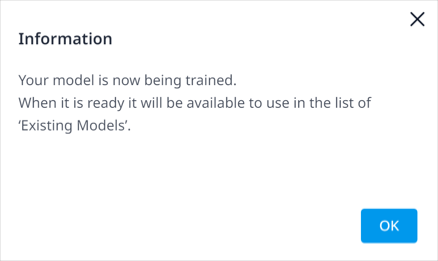 Information
Your model is now being trained.
When it is ready it will be available to use in the list of
‘Existing Models’.
OK